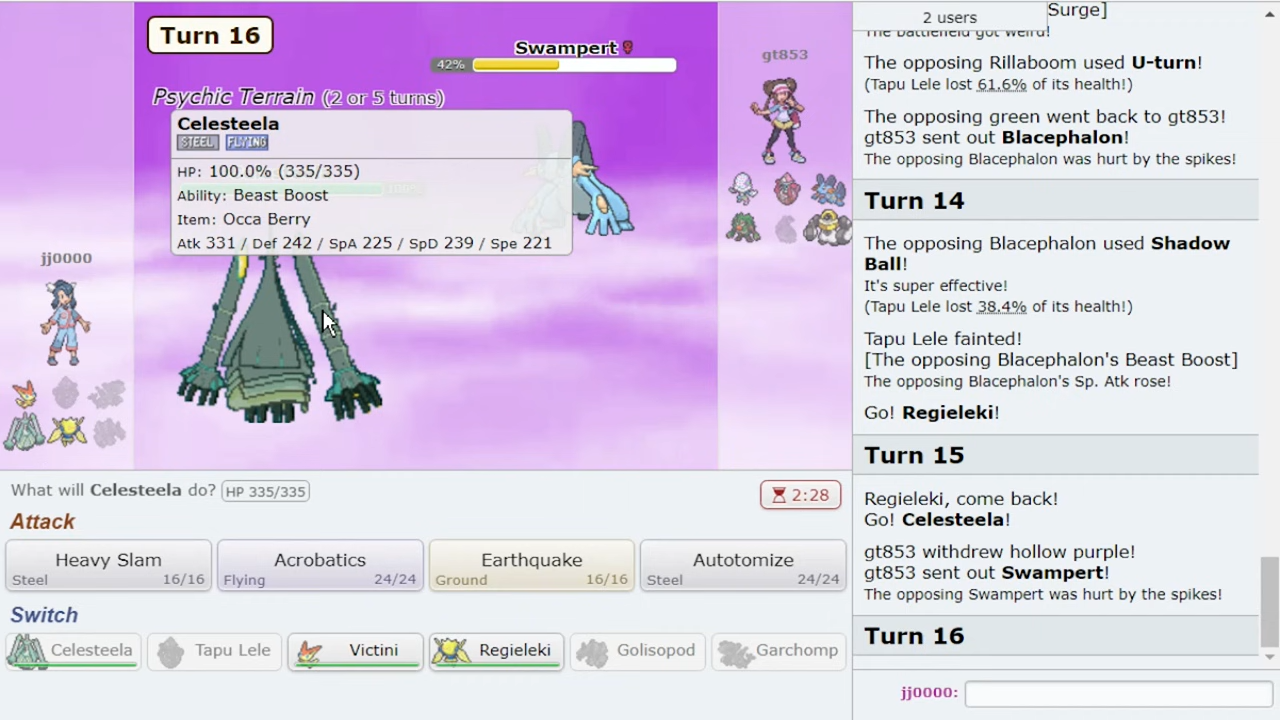 Turn 16
Swampert
42%
gt853
Psychic Terrain (2 or 5 turns)
Celesteela
STEEL FLYING
HP: 100.0% (335/335)
Ability: Beast Boost
Item: Occa Berry
Atk 331 / Def 242 / SpA 225 / SpD 239 / Spe 221
jj0000
What will Celesteela do? HP 335/335
2:28
Attack
Heavy Slam
Steel 16/16
Acrobatics
Flying 24/24
Earthquake
Ground 16/16
Autotomize
Steel 24/24
Switch
Celesteela Tapu Lele Victini Regieleki Golisopod Garchomp
2 users
Surge]
The battlefield got weird!
The opposing Rillaboom used U-turn!
(Tapu Lele lost 61.6% of its health!)
The opposing green went back to gt853!
gt853 sent out Blacephalon!
The opposing Blacephalon was hurt by the spikes!
Turn 14
The opposing Blacephalon used Shadow
Ball!
It's super effective!
(Tapu Lele lost 38.4% of its health!)
Tapu Lele fainted!
[The opposing Blacephalon's Beast Boost]
The opposing Blacephalon's Sp. Atk rose!
Go! Regieleki!
Turn 15
Regieleki, come back!
Go! Celesteela!
gt853 withdrew hollow purple!
gt853 sent out Swampert!
The opposing Swampert was hurt by the spikes!
Turn 16
jj0000: